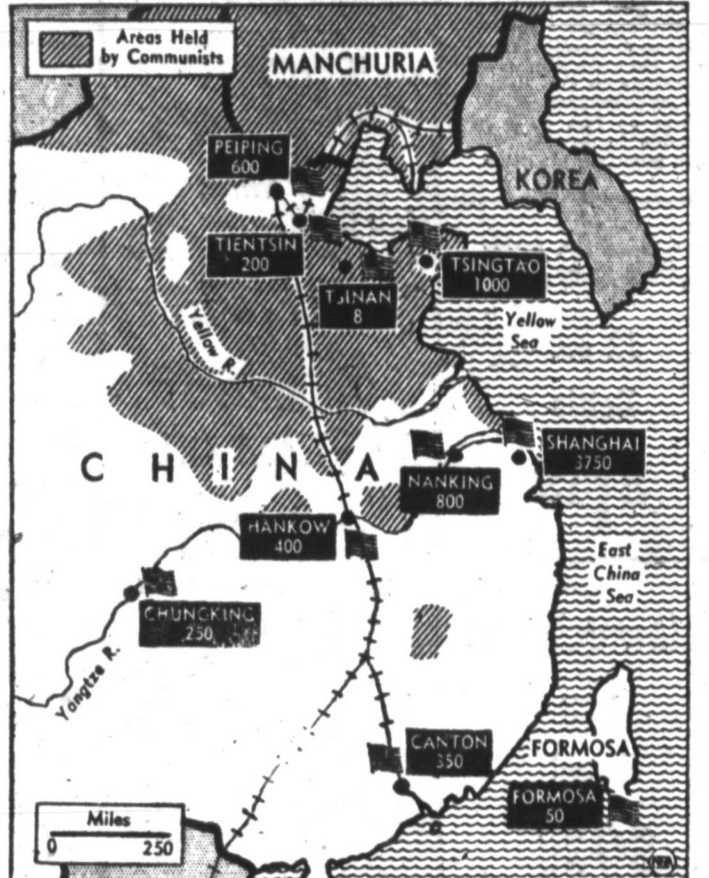 Areas Held
by Communists
MANCHURIA
PEIPING
600
KOREA
TIENTSIN
200
TSINAN
8
TSINGTAO
1000
Yellow
Sea
Yellow R.
CHINA
SHANGHAI
3750
NANKING
800
HANKOW
400
East
China
Sea
CHUNGKING
250
Yangtze R.
CANTON
350
FORMOSA
FORMOSA
50
Miles
0 250